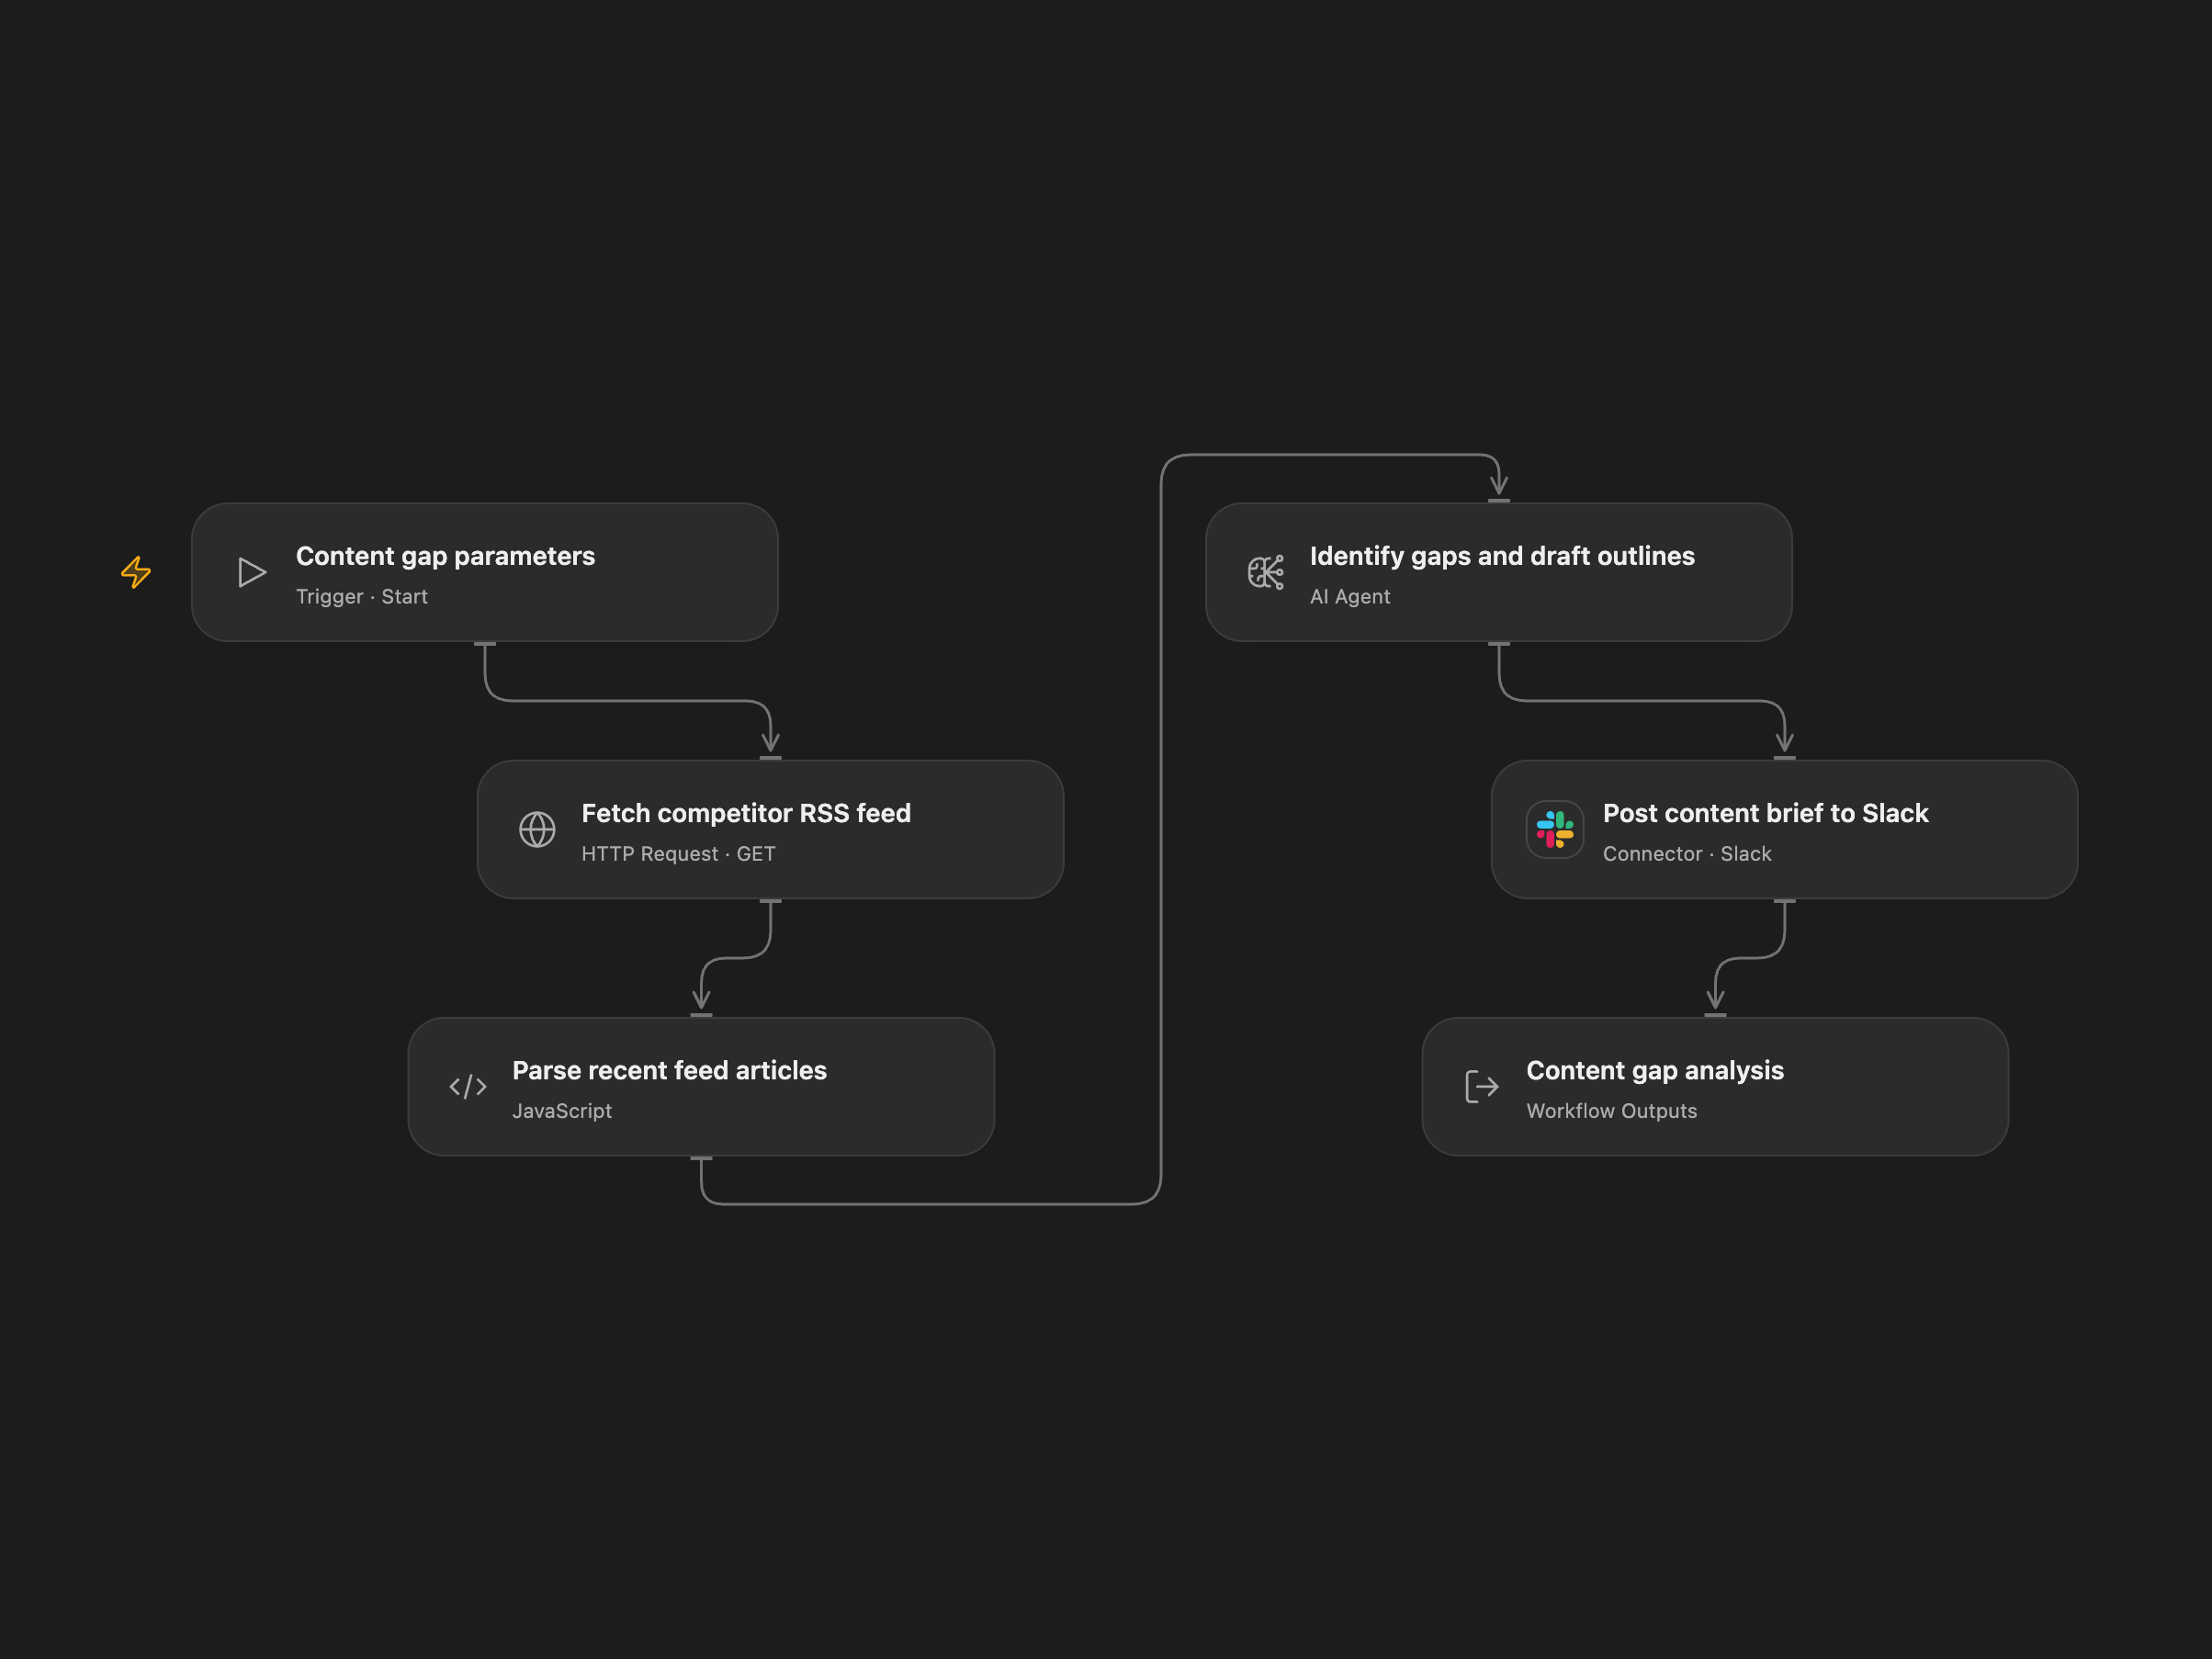 Content gap parameters
Trigger · Start
Fetch competitor RSS feed
HTTP Request · GET
Parse recent feed articles
JavaScript
Identify gaps and draft outlines
AI Agent
Post content brief to Slack
Connector · Slack
Content gap analysis
Workflow Outputs